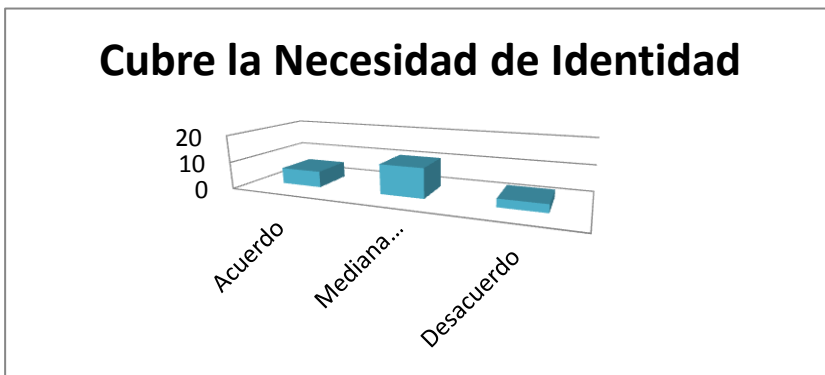 Cubre la Necesidad de Identidad
20
10
0
Acuerdo
Mediana...
Desacuerdo